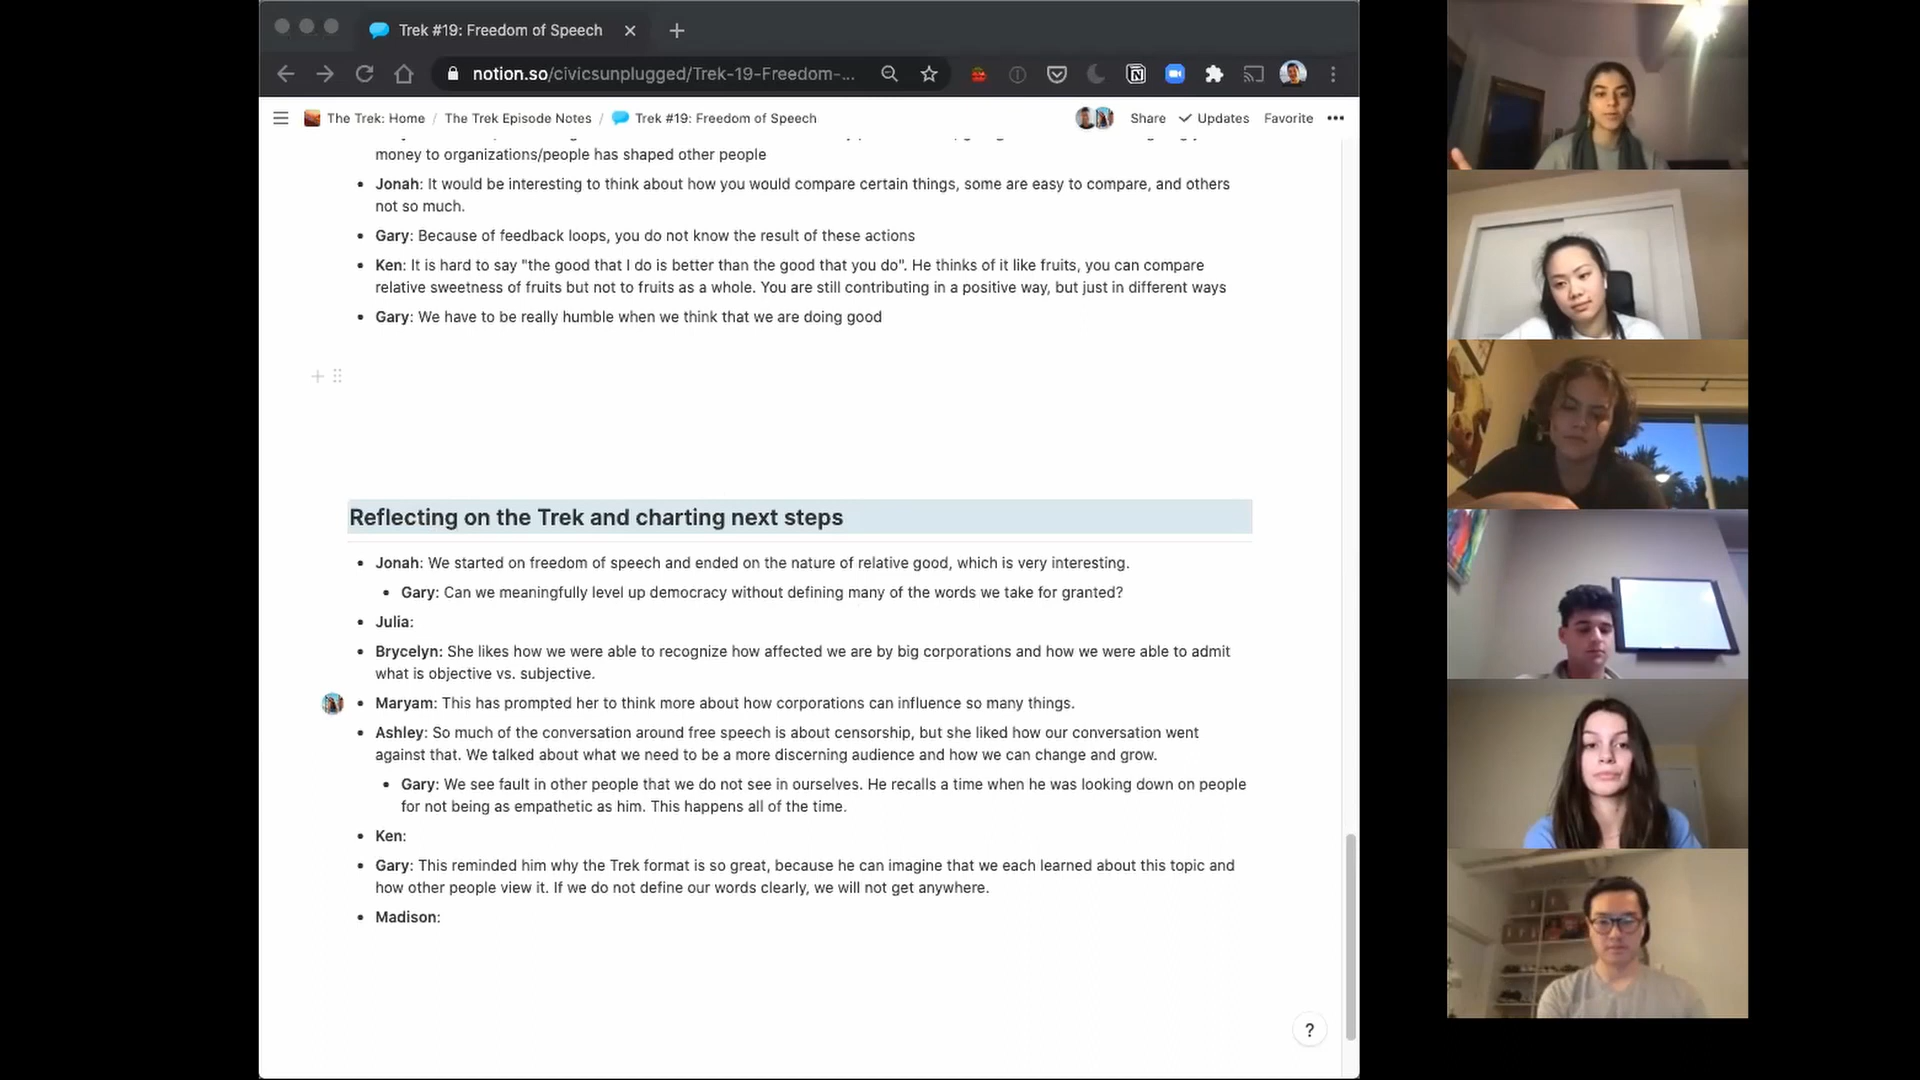 Trek #19: Freedom of Speech
notion.so/civicsunplugged/Trek-19-Freedom-...
The Trek: Home / The Trek Episode Notes / Trek #19: Freedom of Speech
Share Updates Favorite
money to organizations/people has shaped other people
Jonah: It would be interesting to think about how you would compare certain things, some are easy to compare, and others
not so much.
Gary: Because of feedback loops, you do not know the result of these actions
Ken: It is hard to say "the good that I do is better than the good that you do". He thinks of it like fruits, you can compare
relative sweetness of fruits but not to fruits as a whole. You are still contributing in a positive way, but just in different ways
Gary: We have to be really humble when we think that we are doing good
Reflecting on the Trek and charting next steps
Jonah: We started on freedom of speech and ended on the nature of relative good, which is very interesting.
Gary: Can we meaningfully level up democracy without defining many of the words we take for granted?
Julia:
Brycelyn: She likes how we were able to recognize how affected we are by big corporations and how we were able to admit
what is objective vs. subjective.
Maryam: This has prompted her to think more about how corporations can influence so many things.
Ashley: So much of the conversation around free speech is about censorship, but she liked how our conversation went
against that. We talked about what we need to be a more discerning audience and how we can change and grow.
Gary: We see fault in other people that we do not see in ourselves. He recalls a time when he was looking down on people
for not being as empathetic as him. This happens all of the time.
Ken:
Gary: This reminded him why the Trek format is so great, because he can imagine that we each learned about this topic and
how other people view it. If we do not define our words clearly, we will not get anywhere.
Madison:
?